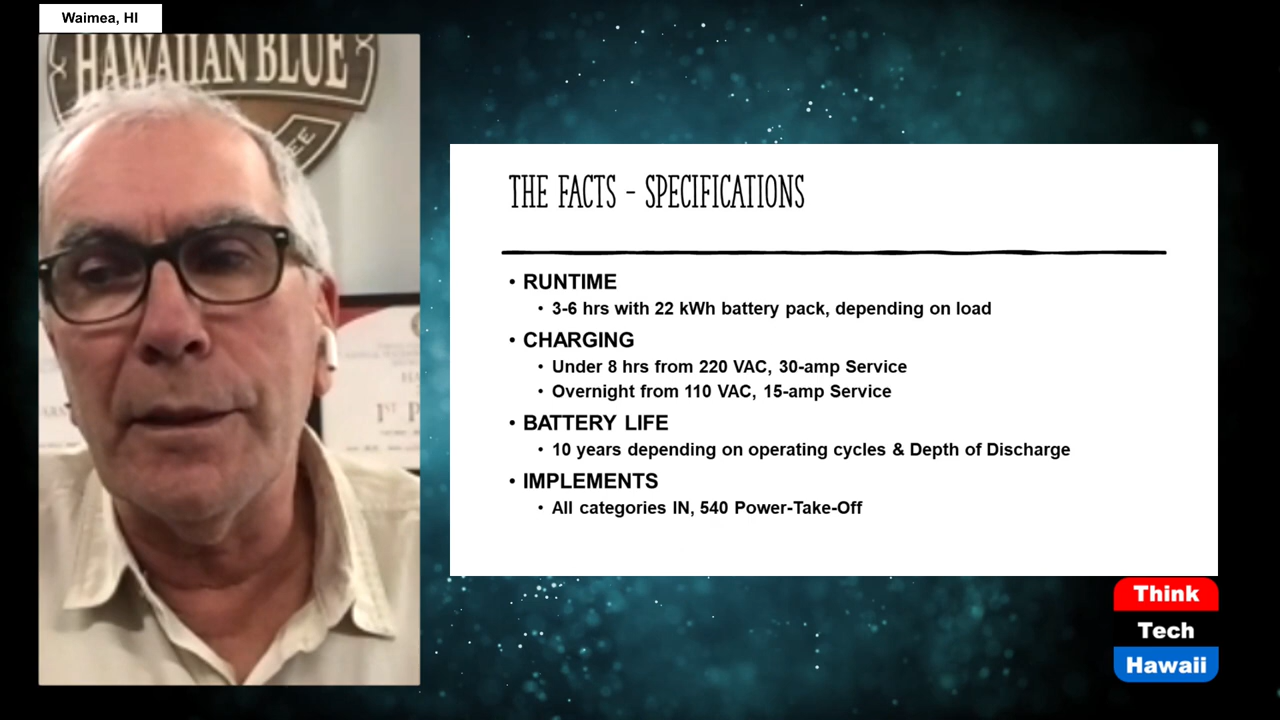 Waimea, HI
HAWAIIAN BLUE
EE
1ST P
THE FACTS - SPECIFICATIONS
• RUNTIME
• 3-6 hrs with 22 kWh battery pack, depending on load
• CHARGING
• Under 8 hrs from 220 VAC, 30-amp Service
• Overnight from 110 VAC, 15-amp Service
• BATTERY LIFE
• 10 years depending on operating cycles & Depth of Discharge
• IMPLEMENTS
• All categories IN, 540 Power-Take-Off
Think
Tech
Hawaii